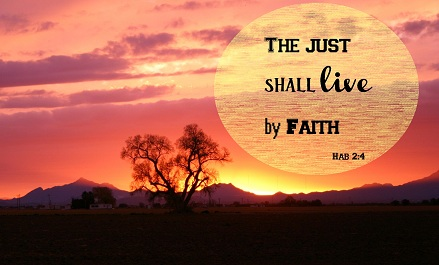 The just
shall live
by Faith
Hab 2:4